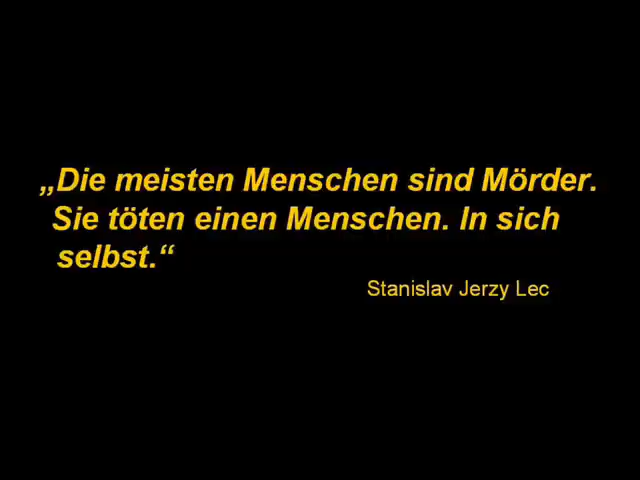 „Die meisten Menschen sind Mörder.
Sie töten einen Menschen. In sich
selbst.“
Stanislav Jerzy Lec